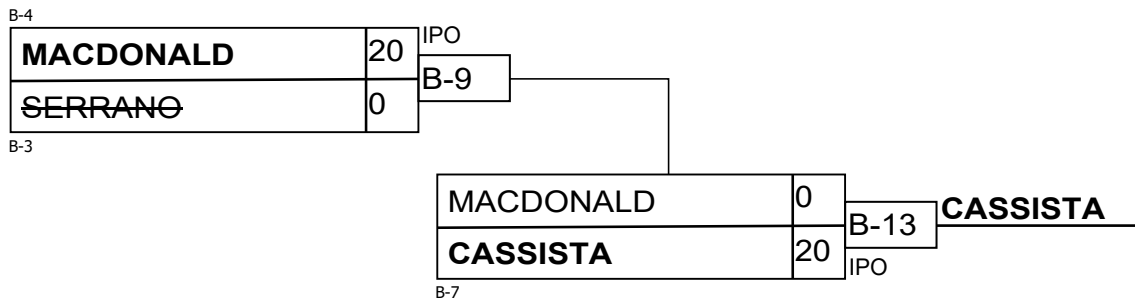 B-4
MACDONALD 20 IPO
B-9
SERRANO 0
B-3
MACDONALD 0
B-13 CASSISTA
CASSISTA 20 IPO
B-7